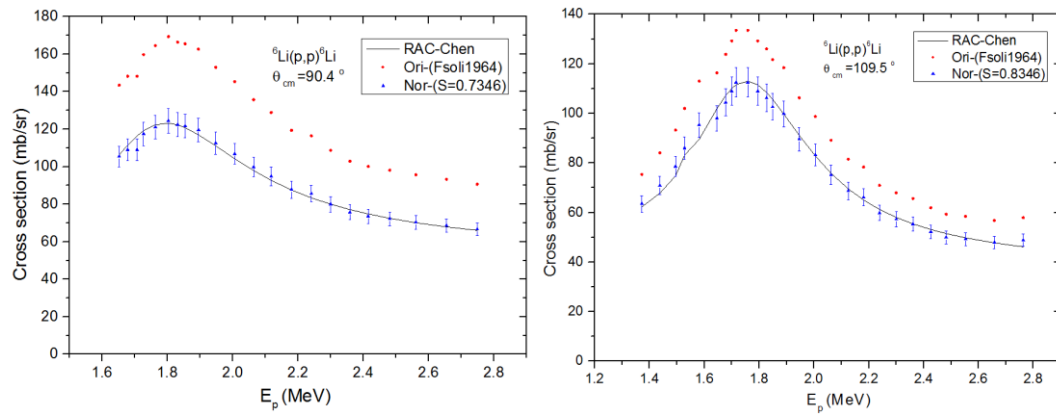 180
160
140
120
100
80
60
40
20
0
Cross section (mb/sr)
1.6 1.8 2.0 2.2 2.4 2.6 2.8
E_p (MeV)
⁶Li(p,p)⁶Li
θ_cm =90.4 °
RAC-Chen
Ori-(Fsoli1964)
Nor-(S=0.7346)
140
120
100
80
60
40
20
0
Cross section (mb/sr)
1.2 1.4 1.6 1.8 2.0 2.2 2.4 2.6 2.8
E_p (MeV)
⁶Li(p,p)⁶Li
θ_cm =109.5 °
RAC-Chen
Ori-(Fsoli1964)
Nor-(S=0.8346)